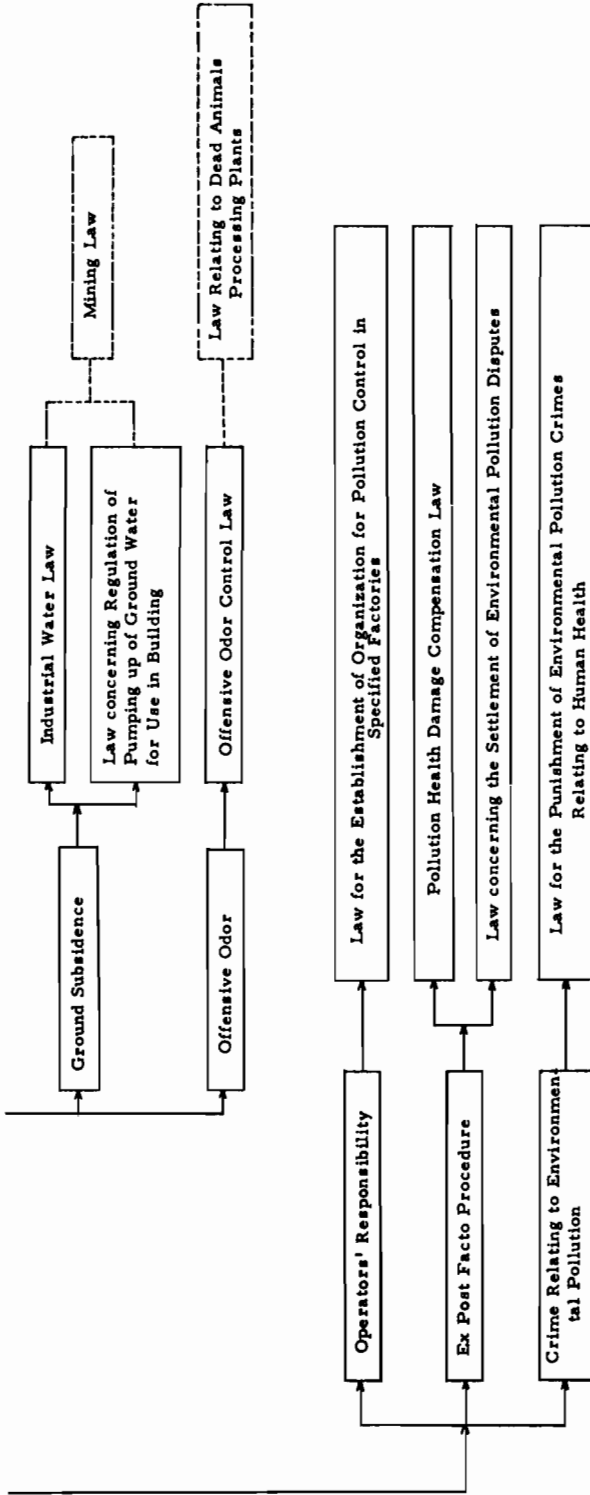 Ground Subsidence
Industrial Water Law
Law concerning Regulation of
Pumping up of Ground Water
for Use in Building
Mining Law
Offensive Odor
Offensive Odor Control Law
Law Relating to Dead Animals
Processing Plants
Operators' Responsibility
Law for the Establishment of Organization for Pollution Control in
Specified Factories
Ex Post Facto Procedure
Pollution Health Damage Compensation Law
Law concerning the Settlement of Environmental Pollution Disputes
Crime Relating to Environmen-
tal Pollution
Law for the Punishment of Environmental Pollution Crimes
Relating to Human Health